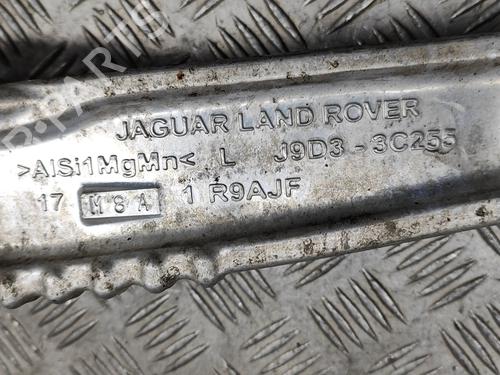 JAGUAR LAND ROVER
>AlSi1MgMn< L J9D3-3C255
17 M8A 1 R9AJF